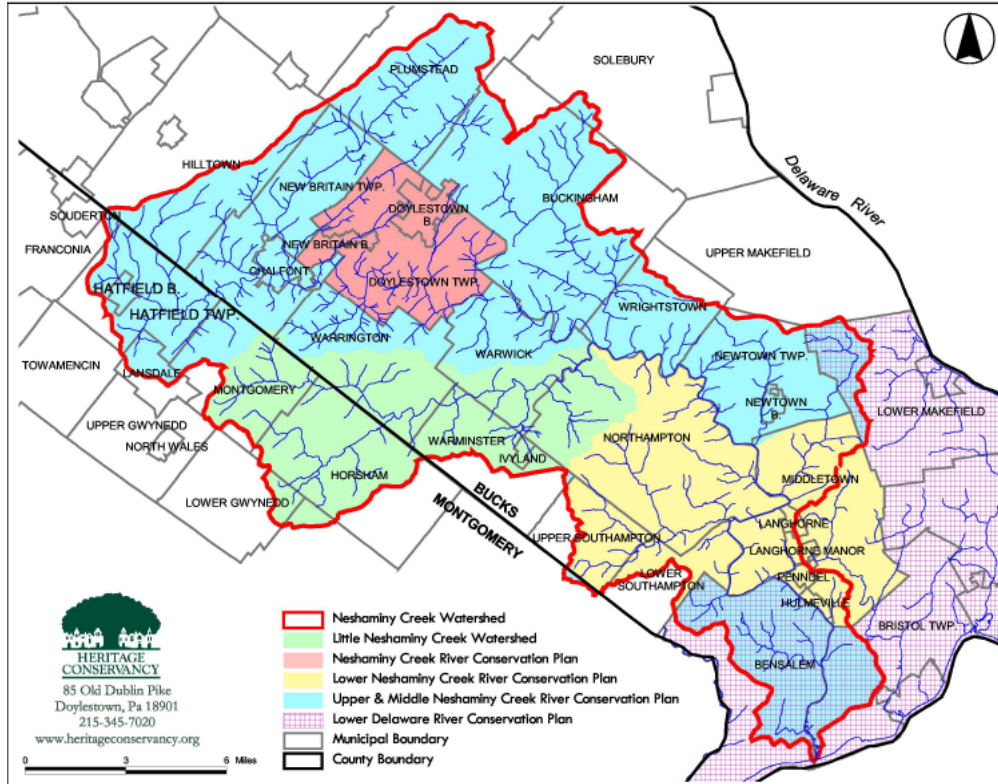 PLUMSTEAD
SOLEBURY
Delaware River
HILLTOWN
NEW BRITAIN TWP.
BUCKINGHAM
DOYLESTOWN
B.
SOUDERTON
FRANCONIA
NEW BRITAIN B.
CHALFONT
UPPER MAKEFIELD
DOYLESTOWN TWP.
HATFIELD B.
HATFIELD TWP.
WRIGHTSTOWN
WARRINGTON
WARWICK
NEWTOWN TWP.
TOWAMENCIN
LANSDALE
MONTGOMERY
NEWTOWN
B.
LOWER MAKEFIELD
UPPER GWYNEDD
NORTH WALES
WARMINSTER
NORTHAMPTON
IVYLAND
HORSHAM
MIDDLETOWN
LOWER GWYNEDD
BUCKS
MONTGOMERY
LANGHORNE
UPPER SOUTHAMPTON
LANGHORNE MANOR
LOWER
SOUTHAMPTON
PENNDEL
HULMEVILLE
BRISTOL TWP.
BENSALEM
HERITAGE
CONSERVANCY
85 Old Dublin Pike
Doylestown, Pa 18901
215-345-7020
www.heritageconservancy.org
0 3 6 Miles
Neshaminy Creek Watershed
Little Neshaminy Creek Watershed
Neshaminy Creek River Conservation Plan
Lower Neshaminy Creek River Conservation Plan
Upper & Middle Neshaminy Creek River Conservation Plan
Lower Delaware River Conservation Plan
Municipal Boundary
County Boundary